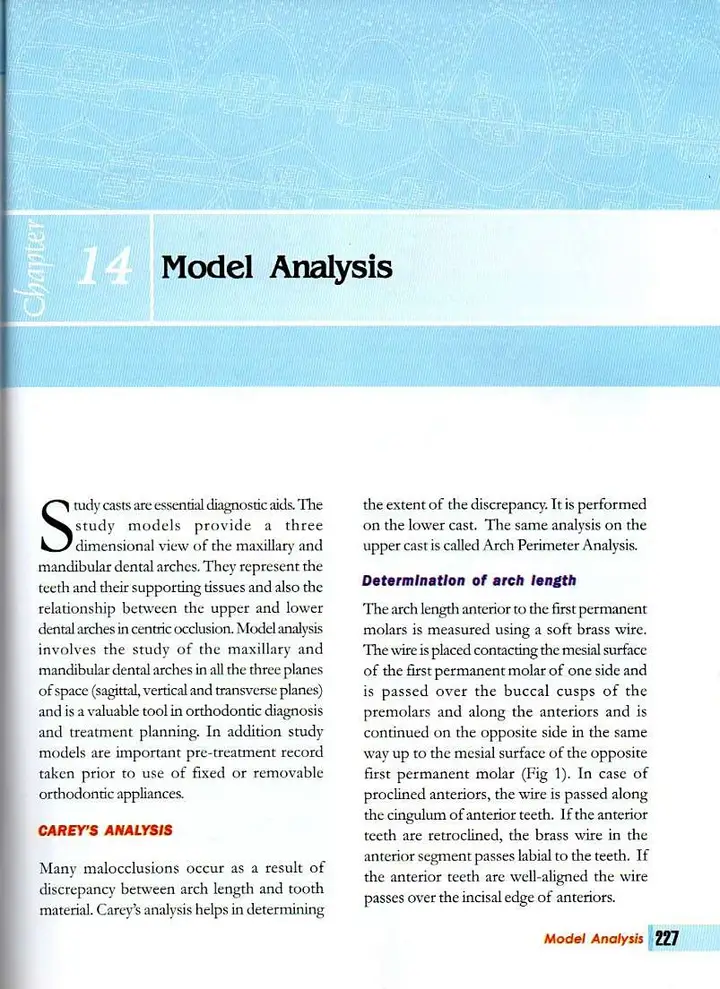 Chapter
14
Model Analysis
Study casts are essential diagnostic aids. The
study models provide a three
dimensional view of the maxillary and
mandibular dental arches. They represent the
teeth and their supporting tissues and also the
relationship between the upper and lower
dental arches in centric occlusion. Model analysis
involves the study of the maxillary and
mandibular dental arches in all the three planes
of space (sagittal, vertical and transverse planes)
and is a valuable tool in orthodontic diagnosis
and treatment planning. In addition study
models are important pre-treatment record
taken prior to use of fixed or removable
orthodontic appliances.
CAREY'S ANALYSIS
Many malocclusions occur as a result of
discrepancy between arch length and tooth
material. Carey's analysis helps in determining
the extent of the discrepancy. It is performed
on the lower cast. The same analysis on the
upper cast is called Arch Perimeter Analysis.
Determination of arch length
The arch length anterior to the first permanent
molars is measured using a soft brass wire.
The wire is placed contacting the mesial surface
of the first permanent molar of one side and
is passed over the buccal cusps of the
premolars and along the anteriors and is
continued on the opposite side in the same
way up to the mesial surface of the opposite
first permanent molar (Fig 1). In case of
proclined anteriors, the wire is passed along
the cingulum of anterior teeth. If the anterior
teeth are retroclined, the brass wire in the
anterior segment passes labial to the teeth. If
the anterior teeth are well-aligned the wire
passes over the incisal edge of anteriors.
Model Analysis 227